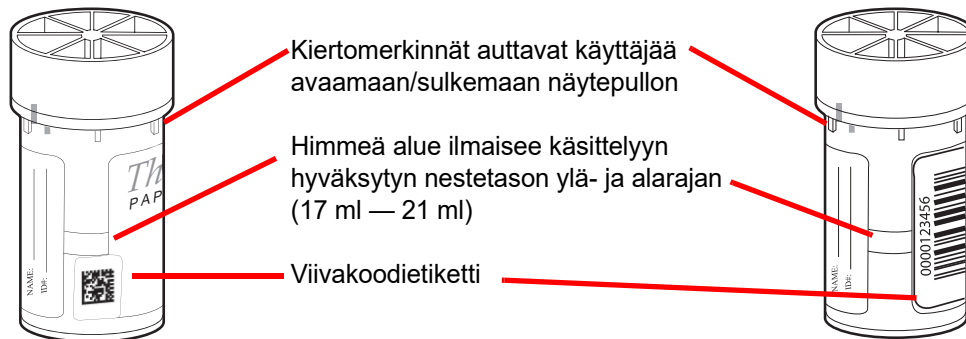 Kiertomerkinnät auttavat käyttäjää
avaamaan/sulkemaan näytepullon
Himmeä alue ilmaisee käsittelyyn
hyväksytyn nestetason ylä- ja alarajan
(17 ml — 21 ml)
Viivakoodietiketti
Th
PAP
NAME:
ID#:
NAME:
ID#:
0000123456